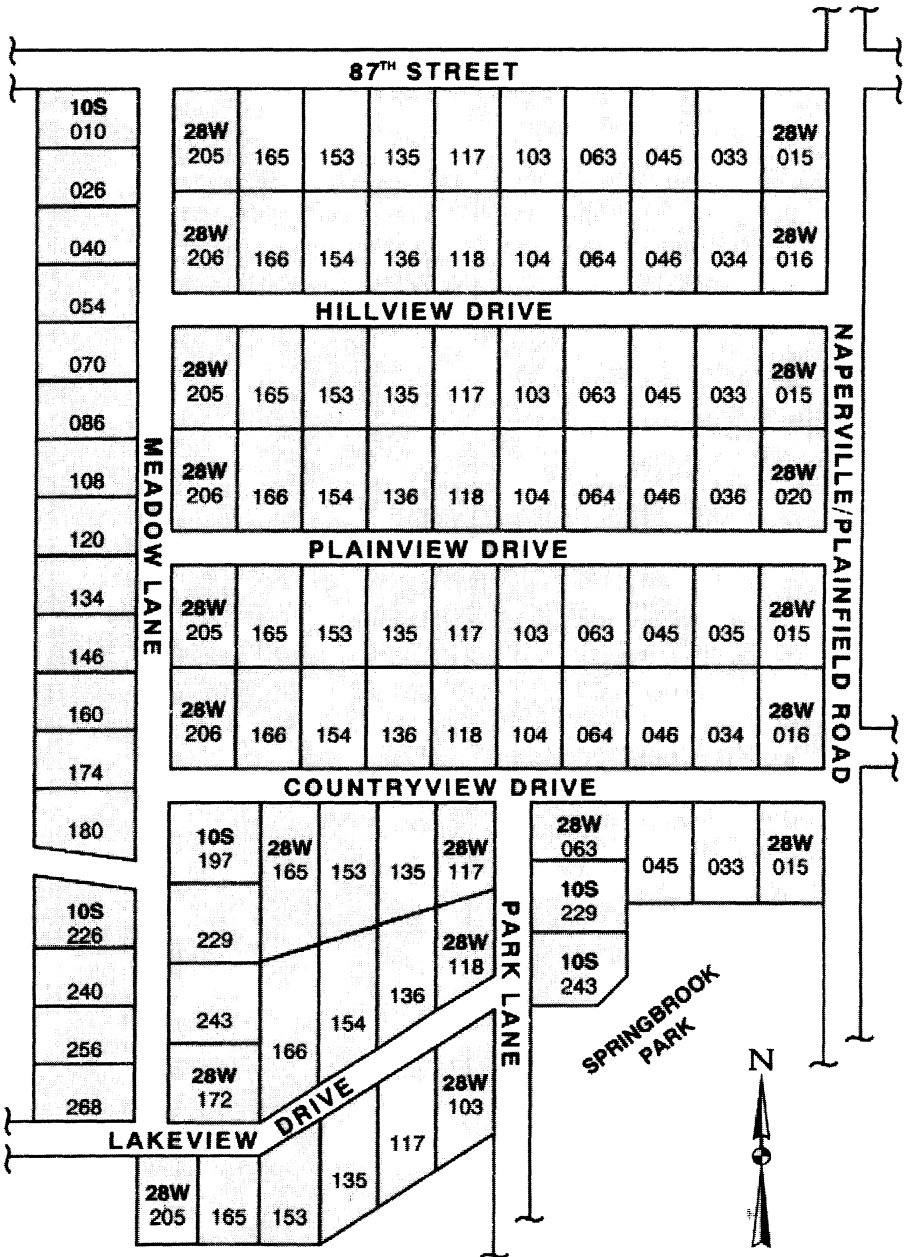 87TH STREET
10S
010
026
040
054
070
086
108
120
134
146
160
174
180
10S
226
240
256
268
MEADOW LANE
28W 28W
205 165 153 135 117 103 063 045 033 015
28W 28W
206 166 154 136 118 104 064 046 034 016
HILLVIEW DRIVE
28W 28W
205 165 153 135 117 103 063 045 033 015
28W 28W
206 166 154 136 118 104 064 046 036 020
PLAINVIEW DRIVE
28W 28W
205 165 153 135 117 103 063 045 035 015
28W 28W
206 166 154 136 118 104 064 046 034 016
NAPERVILLE/PLAINFIELD ROAD
COUNTRYVIEW DRIVE
10S
197
229
243
28W
172
28W 28W
165 153 135 117
28W
118
136
154
166
PARK LANE
28W
063
10S
229
10S
243
28W
045 033 015
SPRINGBROOK
PARK
N
LAKEVIEW DRIVE
28W
103
117
135
28W
205 165 153